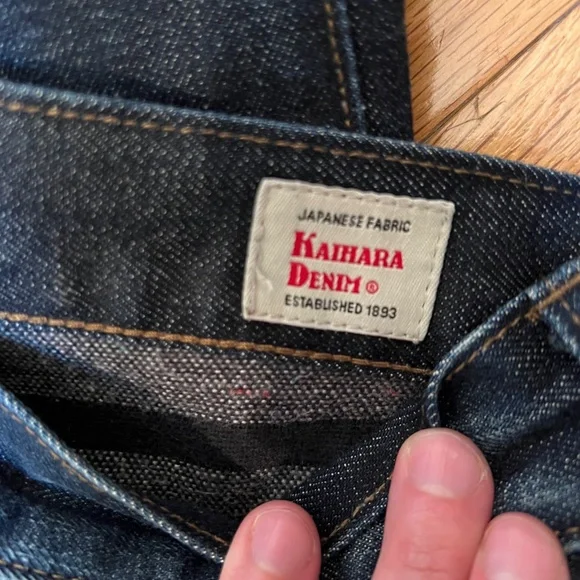 JAPANESE FABRIC
KAIHARA
DENIM ®
ESTABLISHED 1893